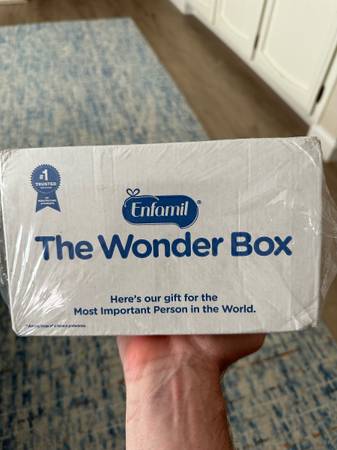 #1
TRUSTED
Enfamil®
The Wonder Box
Here's our gift for the
Most Important Person in the World.